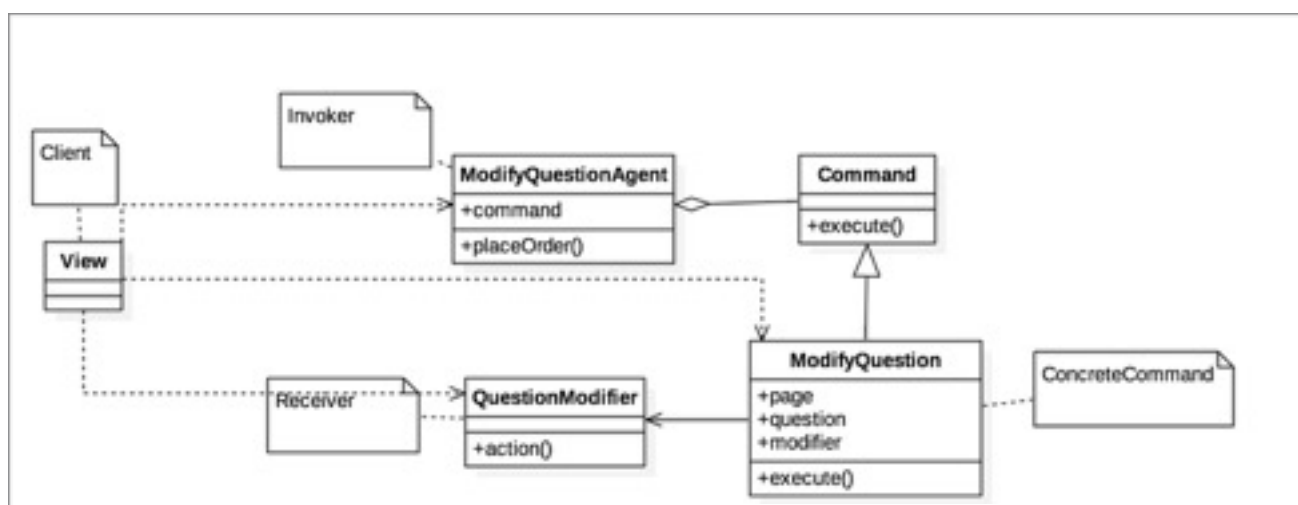 Invoker
Client
ModifyQuestionAgent
+command
+placeOrder()
Command
+execute()
View
ModifyQuestion
+page
+question
+modifier
+execute()
ConcreteCommand
Receiver
QuestionModifier
+action()